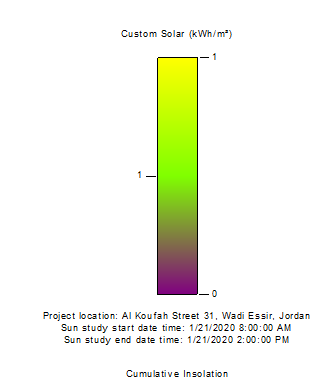 Custom Solar (kWh/m²)
1
1
0
Project location: Al Koufah Street 31, Wadi Essir, Jordan
Sun study start date time: 1/21/2020 8:00:00 AM
Sun study end date time: 1/21/2020 2:00:00 PM
Cumulative Insolation